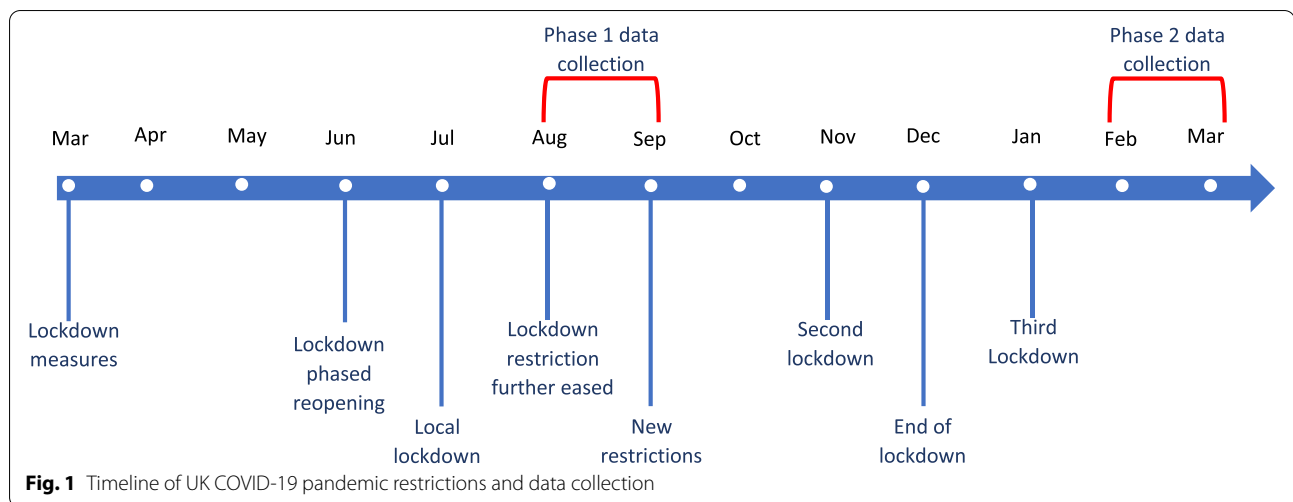 Phase 1 data
collection
Phase 2 data
collection
Mar Apr May Jun Jul Aug Sep Oct Nov Dec Jan Feb Mar
Lockdown
measures
Lockdown
phased
reopening
Local
lockdown
Lockdown
restriction
further eased
New
restrictions
Second
lockdown
End of
lockdown
Third
Lockdown
Fig. 1 Timeline of UK COVID-19 pandemic restrictions and data collection